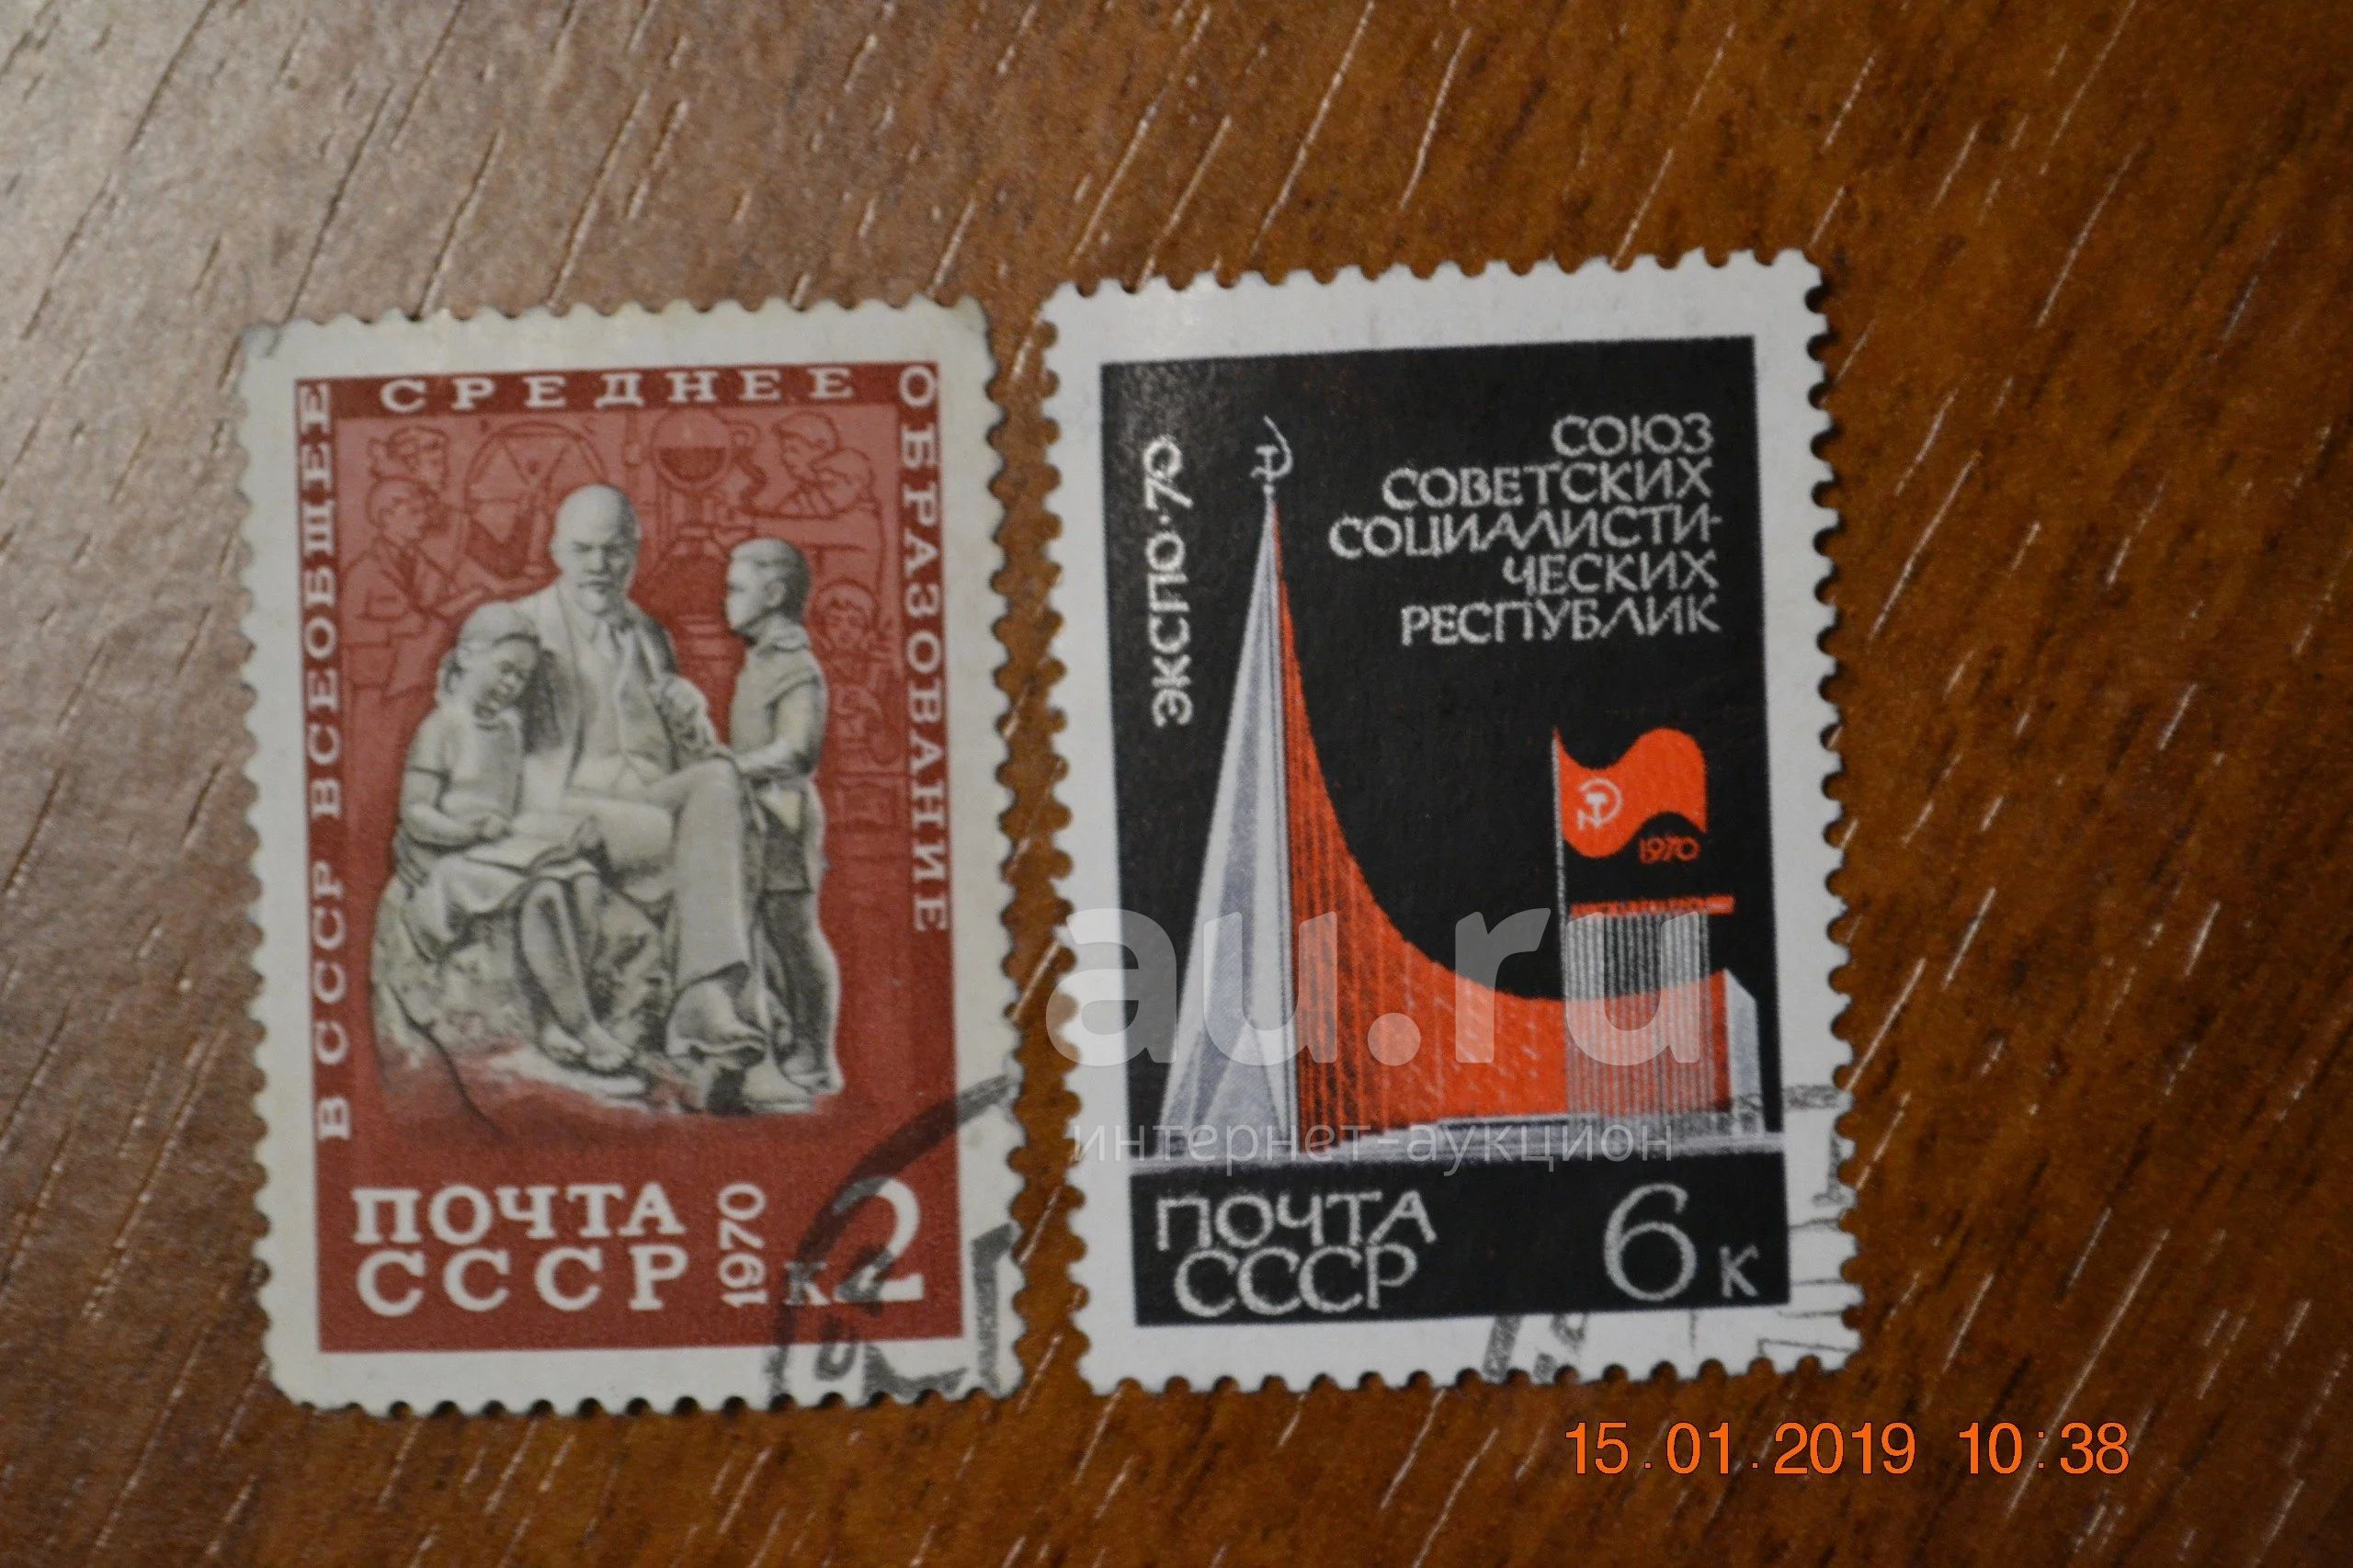 В СССР ВСЕОБЩЕЕ
СРЕДНЕЕ
ОБРАЗОВАНИЕ
ПОЧТА
СССР
1970
к 2
ЭКСПО·70
СОЮЗ
СОВЕТСКИХ
СОЦИАЛИСТИ-
ЧЕСКИХ
РЕСПУБЛИК
1970
ПОЧТА
СССР
6 к
au.ru
интернет-аукцион
15.01.2019 10:38